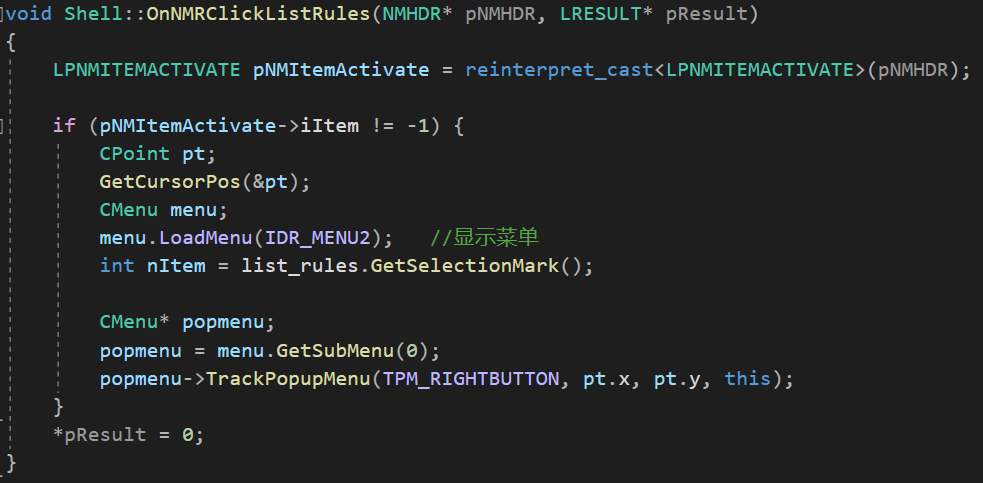 void Shell::OnNMRClickListRules(NMHDR* pNMHDR, LRESULT* pResult)
{
    LPNMITEMACTIVATE pNMItemActivate = reinterpret_cast<LPNMITEMACTIVATE>(pNMHDR);

    if (pNMItemActivate->iItem != -1) {
        CPoint pt;
        GetCursorPos(&pt);
        CMenu menu;
        menu.LoadMenu(IDR_MENU2);   //显示菜单
        int nItem = list_rules.GetSelectionMark();

        CMenu* popmenu;
        popmenu = menu.GetSubMenu(0);
        popmenu->TrackPopupMenu(TPM_RIGHTBUTTON, pt.x, pt.y, this);
    }
    *pResult = 0;
}